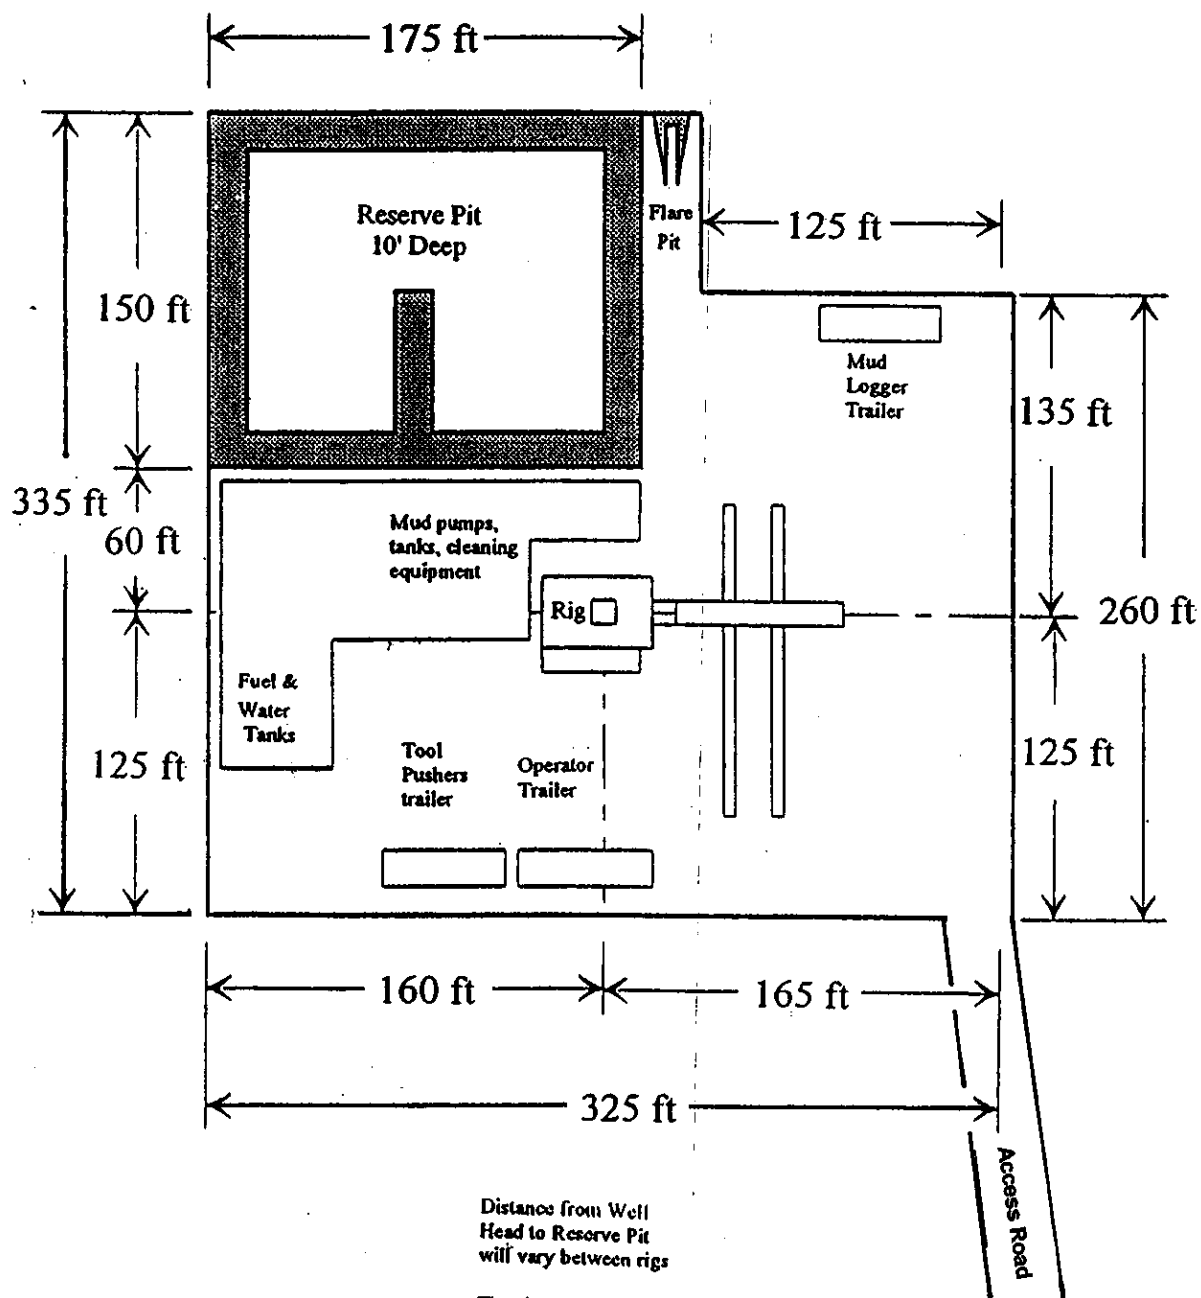 175 ft
Reserve Pit
10' Deep
Flare
Pit
125 ft
150 ft
Mud
Logger
Trailer
135 ft
335 ft
60 ft
Mud pumps,
tanks, cleaning
equipment
Rig
260 ft
Fuel &
Water
Tanks
125 ft
Tool
Pushers
trailer
Operator
Trailer
125 ft
160 ft
165 ft
325 ft
Access Road
Distance from Well
Head to Reserve Pit
will vary between rigs